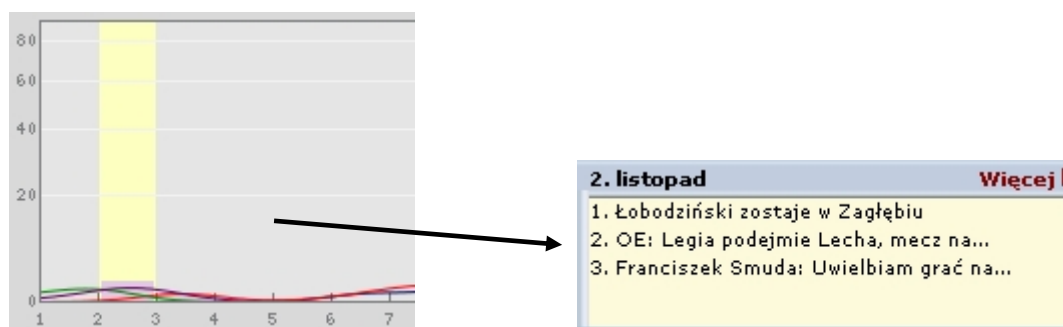 80
60
40
20
0
1 2 3 4 5 6 7
2. listopad Więcej
1. Łobodziński zostaje w Zagłębiu
2. OE: Legia podejmie Lecha, mecz na...
3. Franciszek Smuda: Uwielbiam grać na...